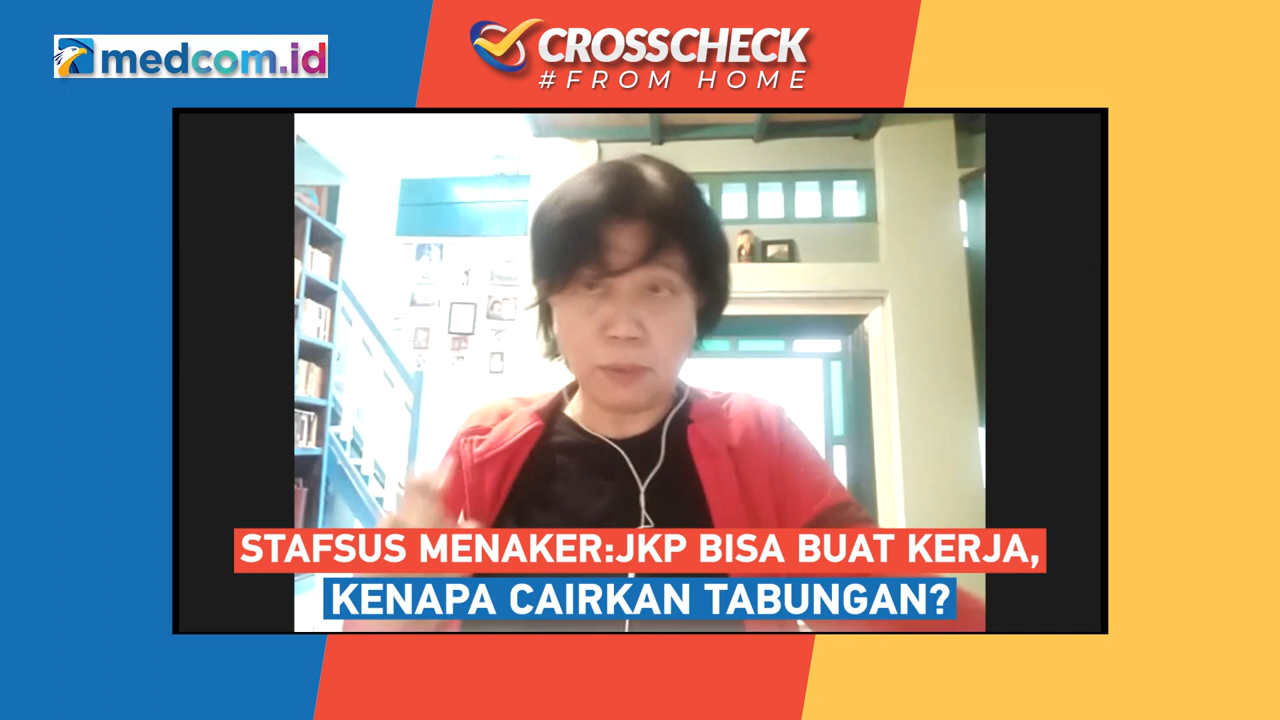 medcom.id
CROSSCHECK
#FROM HOME
STAFSUS MENAKER:JKP BISA BUAT KERJA,
KENAPA CAIRKAN TABUNGAN?